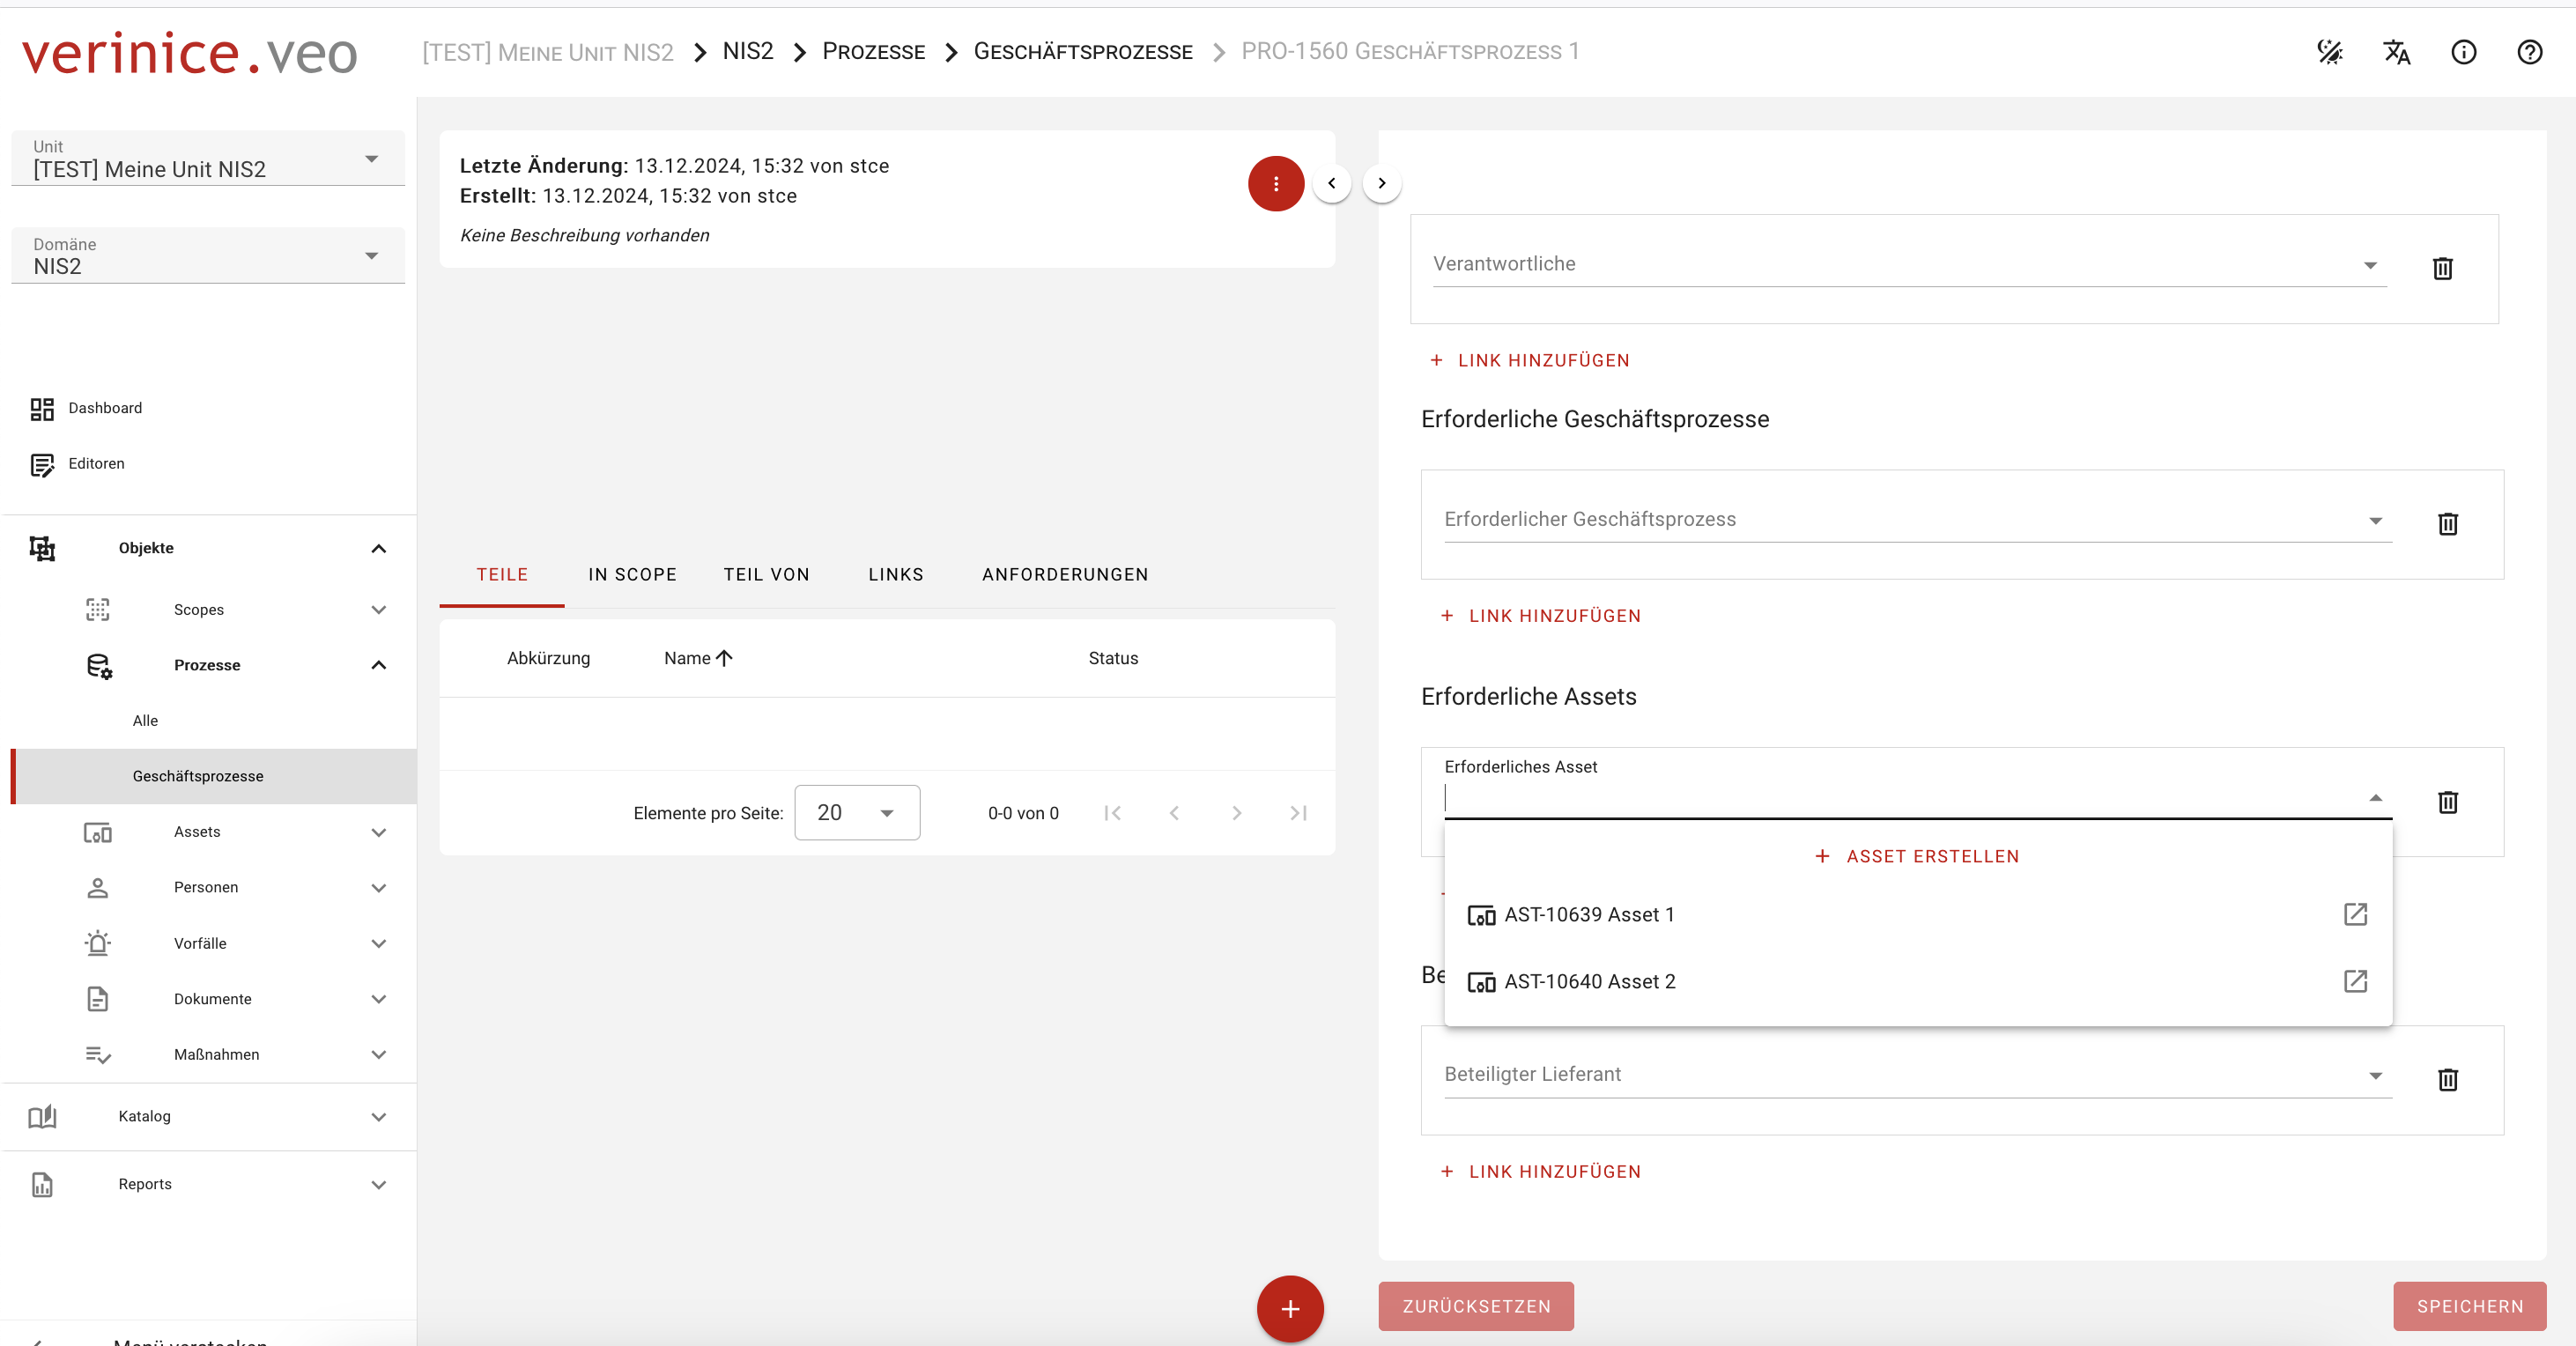 verinice.veo
[TEST] Meine Unit NIS2 > NIS2 > Prozesse > Geschäftsprozesse > PRO-1560 Geschäftsprozess 1
Unit
[TEST] Meine Unit NIS2
Domäne
NIS2
Dashboard
Editoren
Objekte
Scopes
Prozesse
Alle
Geschäftsprozesse
Assets
Personen
Vorfälle
Dokumente
Maßnahmen
Katalog
Reports
Menü verstecken
Letzte Änderung: 13.12.2024, 15:32 von stce
Erstellt: 13.12.2024, 15:32 von stce
Keine Beschreibung vorhanden
TEILE IN SCOPE TEIL VON LINKS ANFORDERUNGEN
Abkürzung Name Status
Elemente pro Seite: 20 0-0 von 0
Verantwortliche
+ LINK HINZUFÜGEN
Erforderliche Geschäftsprozesse
Erforderlicher Geschäftsprozess
+ LINK HINZUFÜGEN
Erforderliche Assets
Erforderliches Asset
+ ASSET ERSTELLEN
AST-10639 Asset 1
AST-10640 Asset 2
Be
Beteiligter Lieferant
+ LINK HINZUFÜGEN
ZURÜCKSETZEN
SPEICHERN